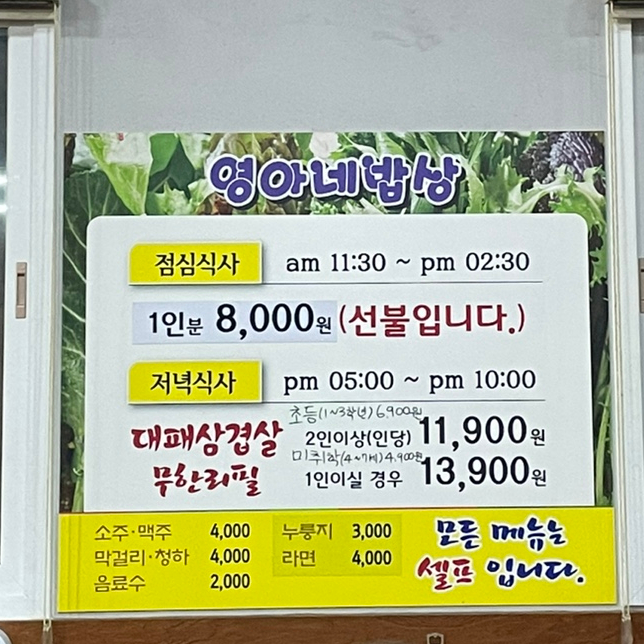 영아네밥상
점심식사 am 11:30 ~ pm 02:30
1인분 8,000원 (선불입니다.)
저녁식사 pm 05:00 ~ pm 10:00
초등(1~3학년) 6.900원
대패삼겹살 2인이상(인당) 11,900원
미취학(4~7세) 4.900원
무한리필 1인이실 경우 13,900원
소주·맥주 4,000 누룽지 3,000 모든 메뉴는
막걸리·청하 4,000 라면 4,000 셀프 입니다.
음료수 2,000